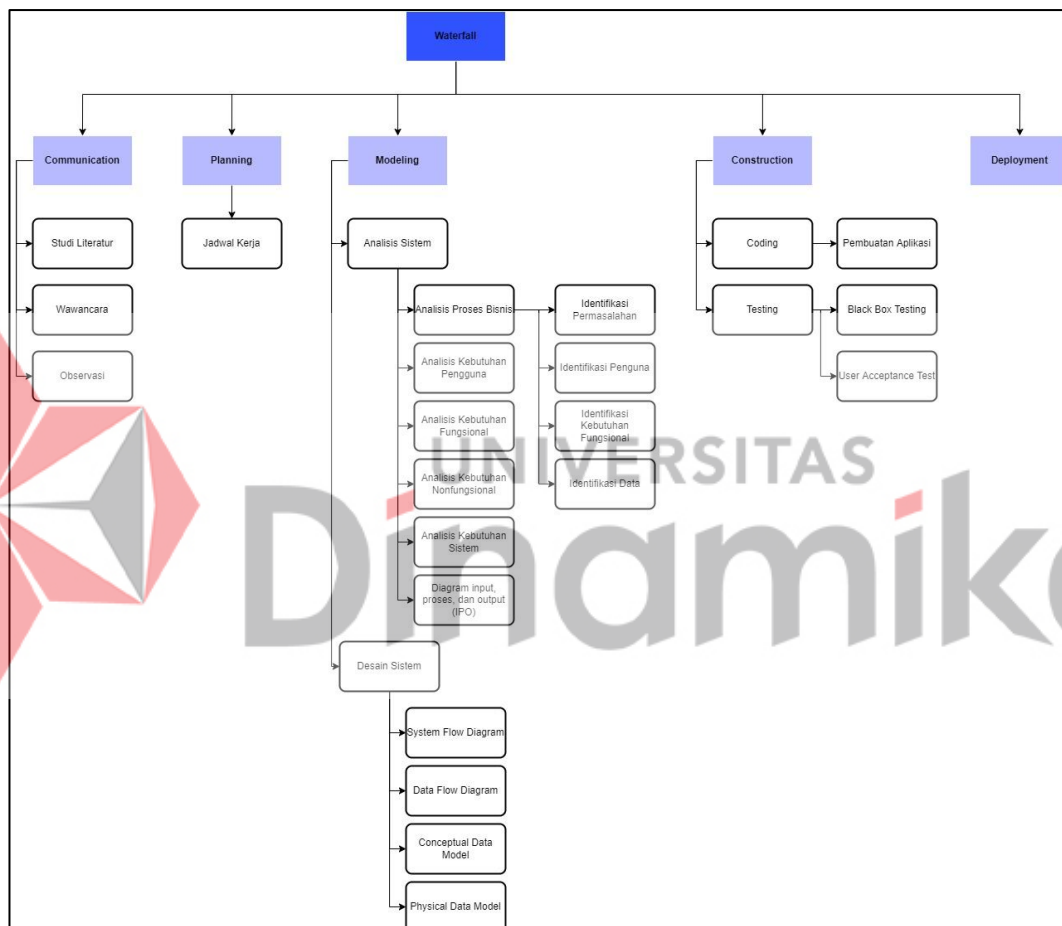 Waterfall
Communication
Planning
Modeling
Construction
Deployment
Studi Literatur
Jadwal Kerja
Analisis Sistem
Coding
Pembuatan Aplikasi
Wawancara
Analisis Proses Bisnis
Identifikasi
Permasalahan
Testing
Black Box Testing
Observasi
Analisis Kebutuhan
Pengguna
Identifikasi Penguna
User Acceptance Test
Analisis Kebutuhan
Fungsional
Identifikasi
Kebutuhan
Fungsional
UNIVERSITAS
Analisis Kebutuhan
Nonfungsional
Identifikasi Data
Dinamika
Analisis Kebutuhan
Sistem
Diagram input,
proses, dan output
(IPO)
Desain Sistem
System Flow Diagram
Data Flow Diagram
Conceptual Data
Model
Physical Data Model